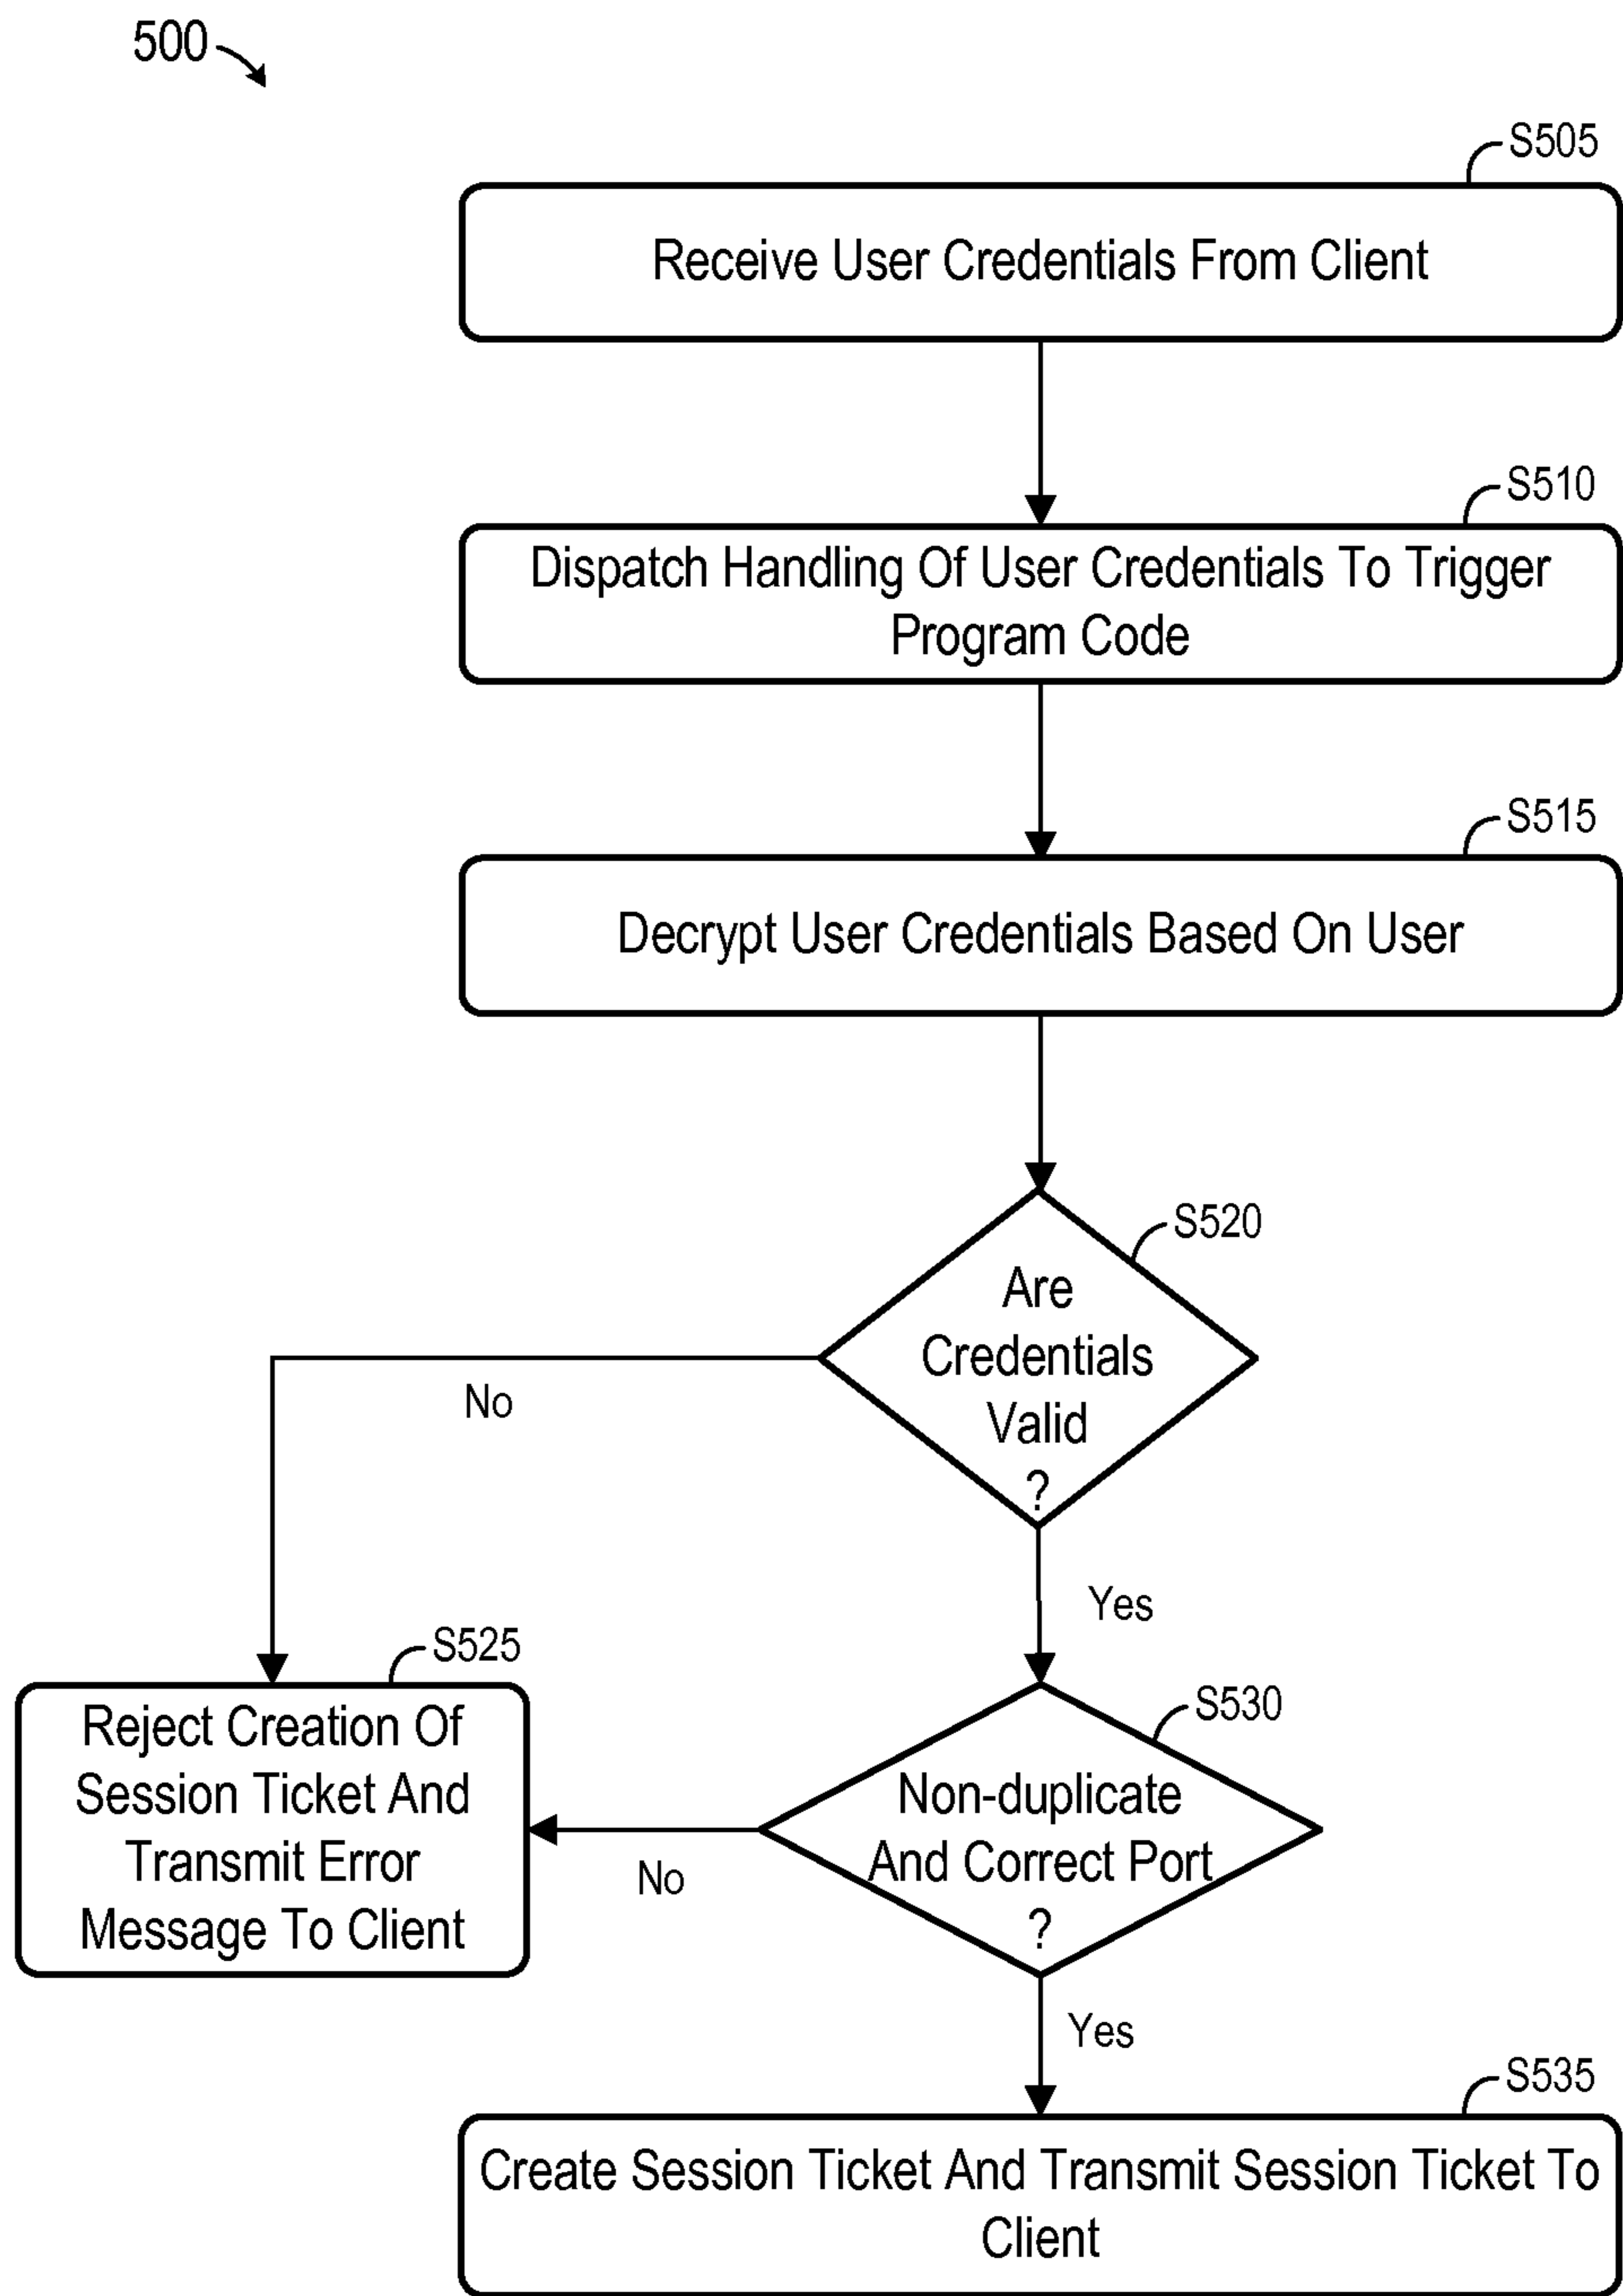 500
S505
Receive User Credentials From Client
S510
Dispatch Handling Of User Credentials To Trigger
Program Code
S515
Decrypt User Credentials Based On User
S520
Are
Credentials
Valid
?
No
Yes
S525
Reject Creation Of
Session Ticket And
Transmit Error
Message To Client
S530
Non-duplicate
And Correct Port
?
No
Yes
S535
Create Session Ticket And Transmit Session Ticket To
Client